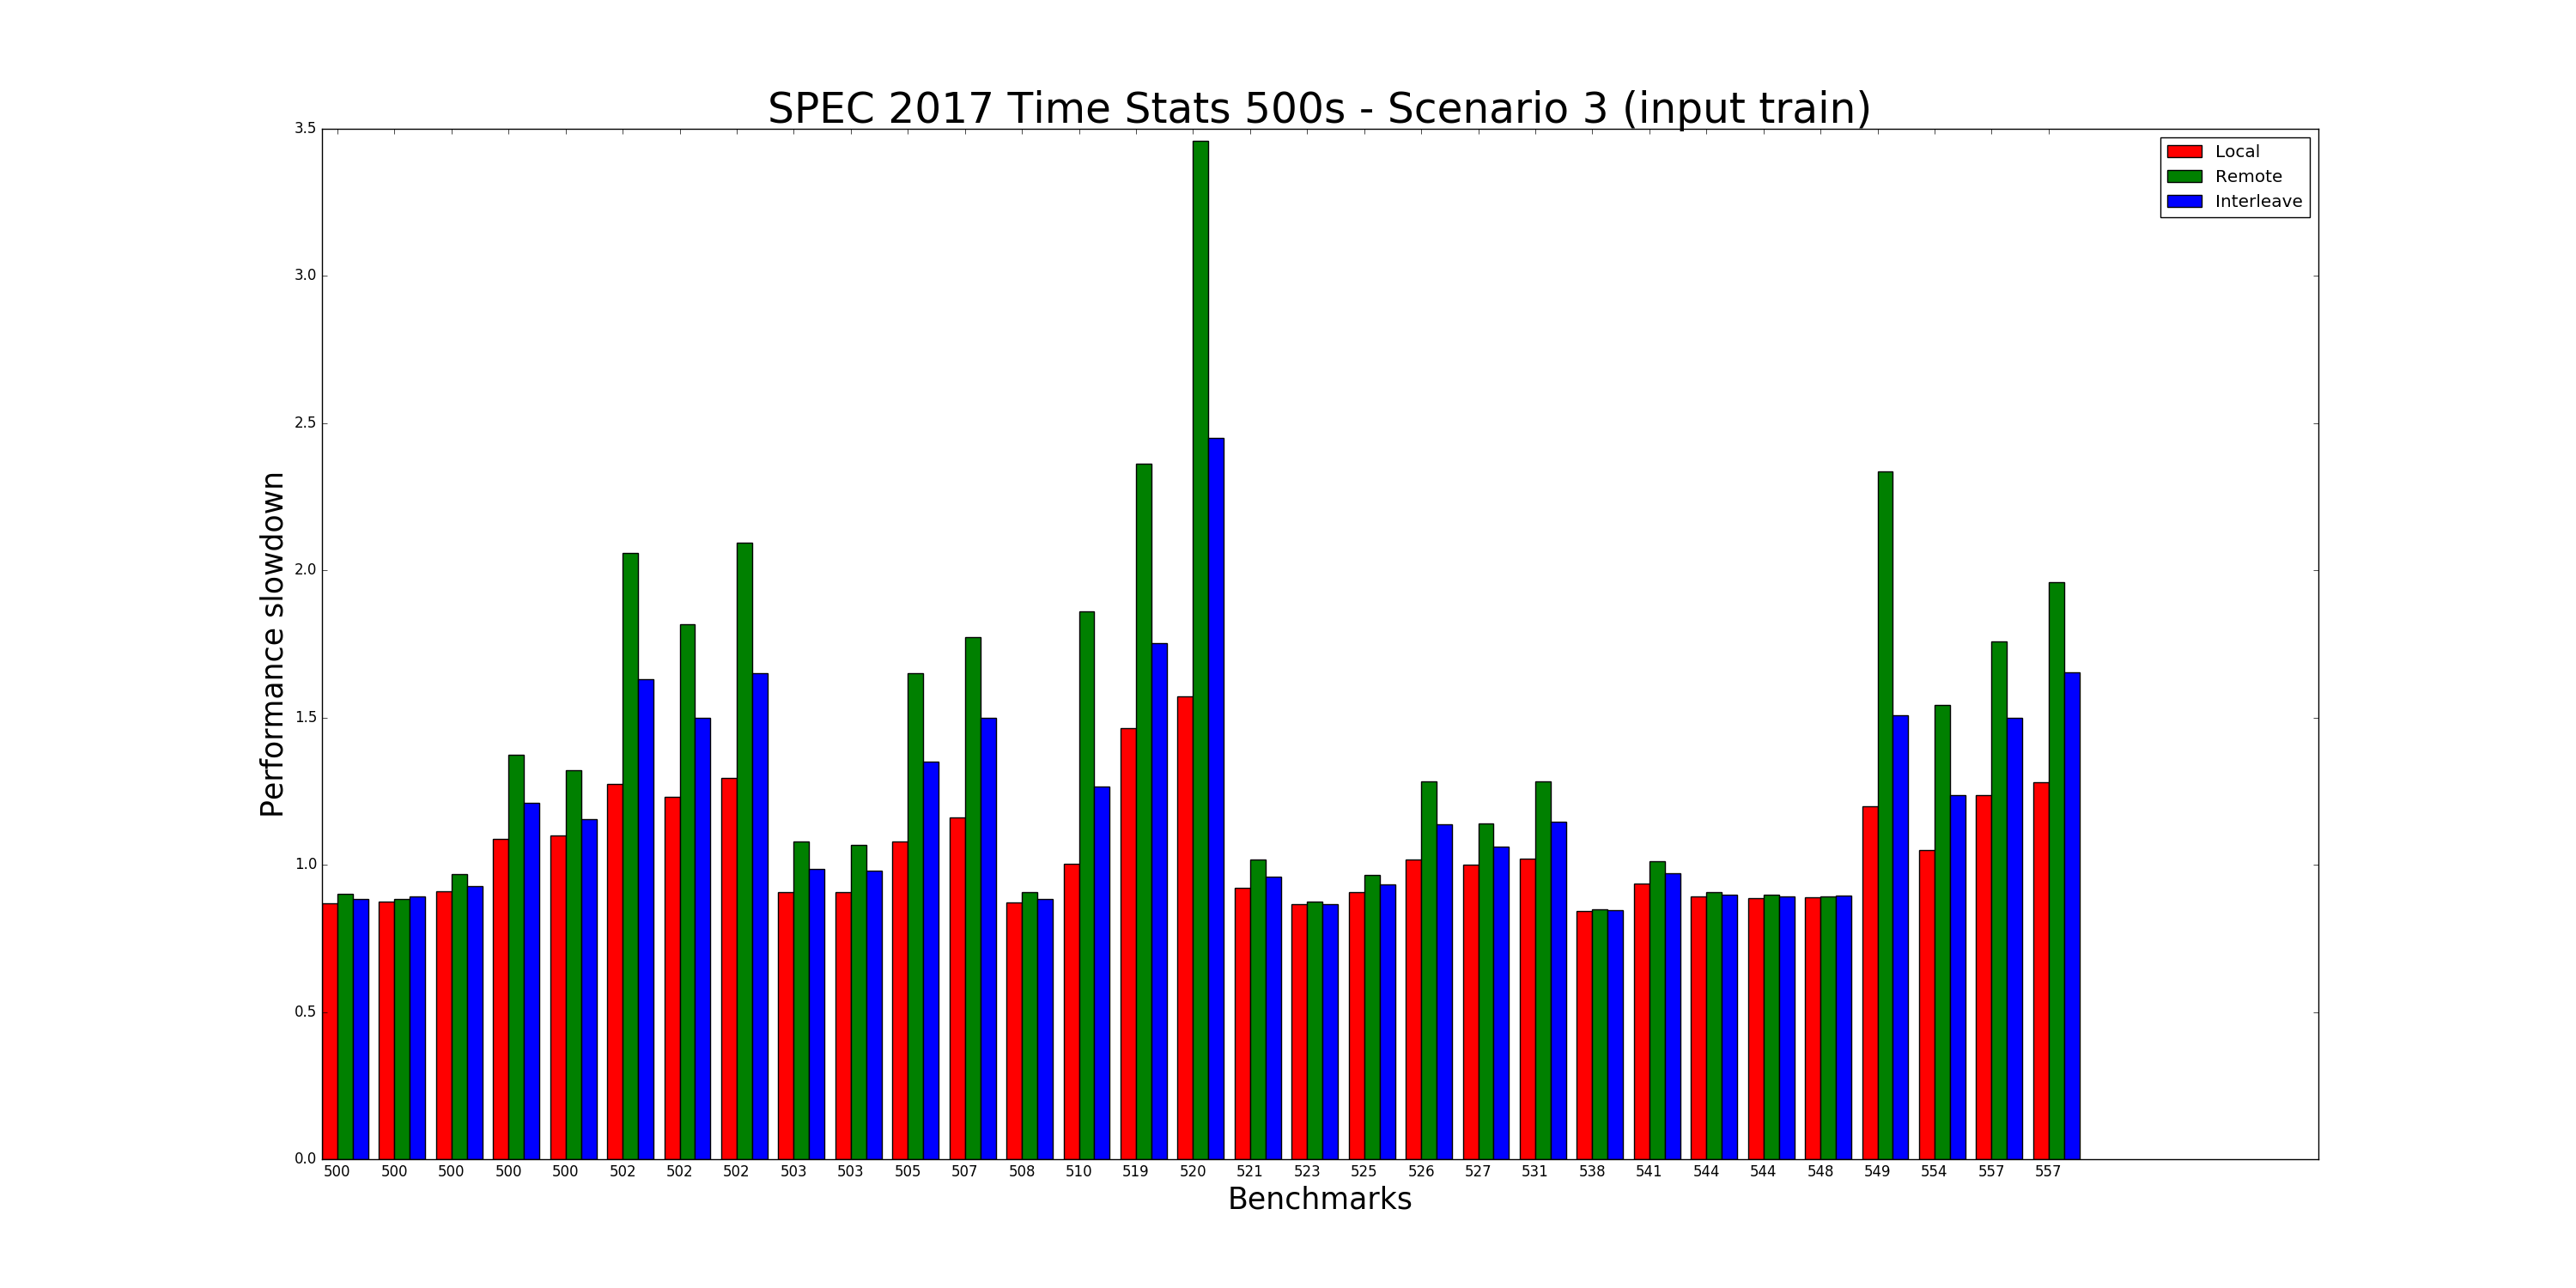 SPEC 2017 Time Stats 500s - Scenario 3 (input train)
Local
Remote
Interleave
Performance slowdown
3.5
3.0
2.5
2.0
1.5
1.0
0.5
0.0
500 500 500 500 500 502 502 502 503 503 505 507 508 510 519 520 521 523 525 526 527 531 538 541 544 544 548 549 554 557 557
Benchmarks